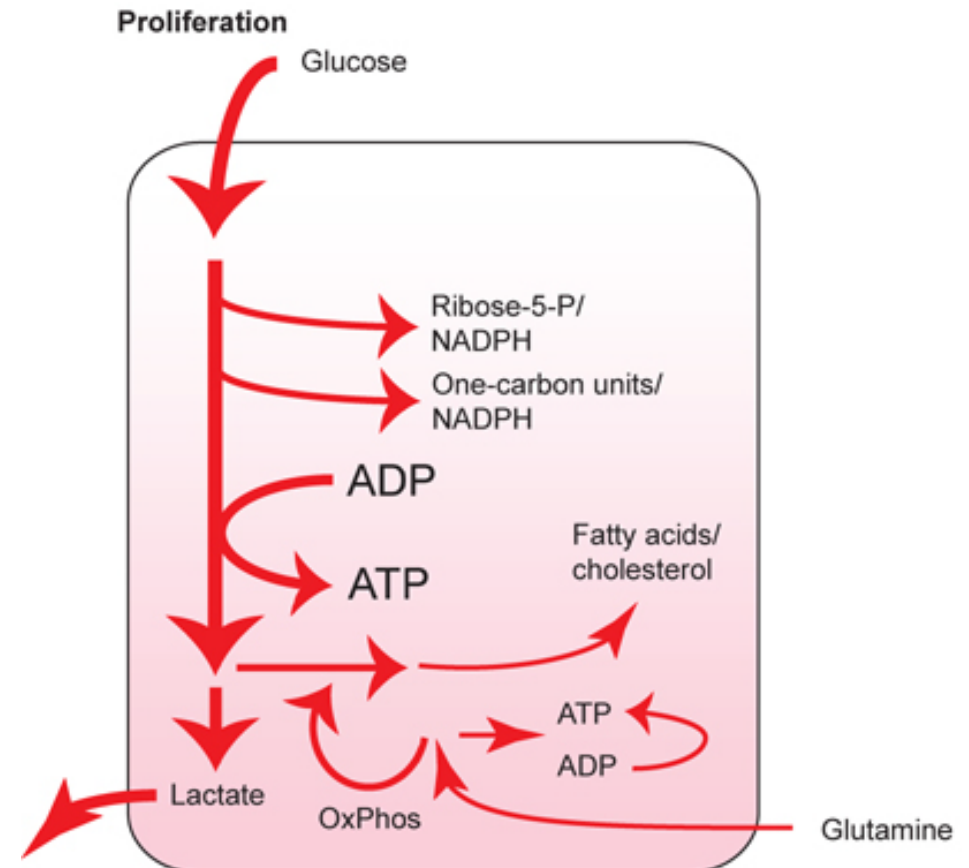 Proliferation
Glucose
Ribose-5-P/
NADPH
One-carbon units/
NADPH
ADP
ATP
Fatty acids/
cholesterol
ATP
ADP
Lactate
OxPhos
Glutamine